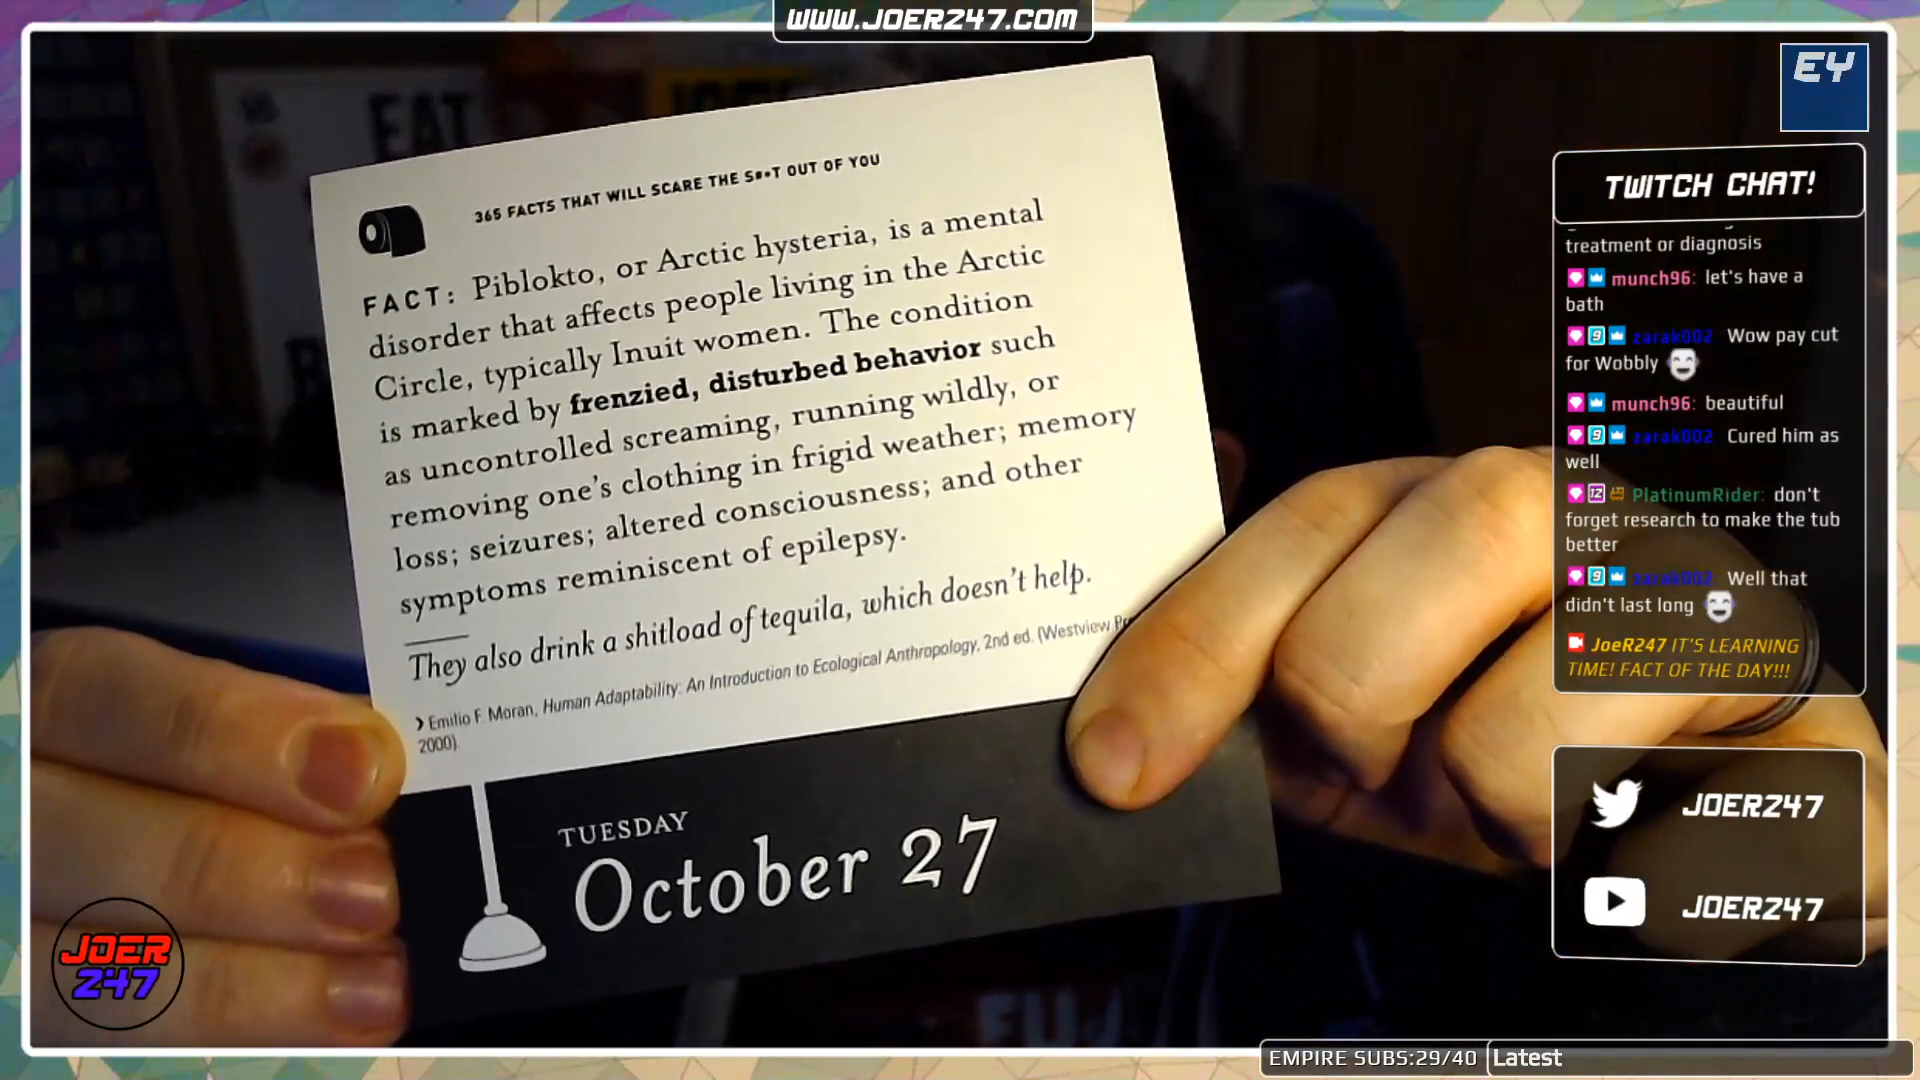 WWW.JOER247.COM
EY
EAT
365 FACTS THAT WILL SCARE THE S**T OUT OF YOU
FACT: Piblokto, or Arctic hysteria, is a mental
disorder that affects people living in the Arctic
Circle, typically Inuit women. The condition
is marked by frenzied, disturbed behavior such
as uncontrolled screaming, running wildly, or
removing one's clothing in frigid weather; memory
loss; seizures; altered consciousness; and other
symptoms reminiscent of epilepsy.
They also drink a shitload of tequila, which doesn't help.
› Emilio F. Moran, Human Adaptability: An Introduction to Ecological Anthropology, 2nd ed. (Westview
2000).
TUESDAY
October 27
JOER
247
TWITCH CHAT!
treatment or diagnosis
munch96: let's have a
bath
zarak002 Wow pay cut
for Wobbly
munch96: beautiful
zarak002 Cured him as
well
PlatinumRider: don't
forget research to make the tub
better
zarak002 Well that
didn't last long
JoeR247 IT'S LEARNING
TIME! FACT OF THE DAY!!!
JOER247
JOER247
EMPIRE SUBS:29/40
Latest